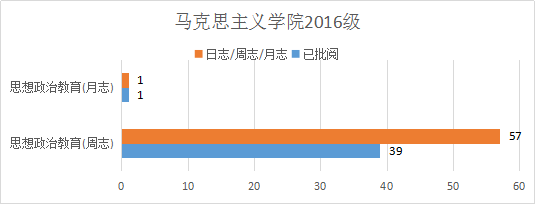 马克思主义学院2016级
日志/周志/月志 已批阅
思想政治教育(月志) 1
1
思想政治教育(周志) 57
39
0 10 20 30 40 50 60